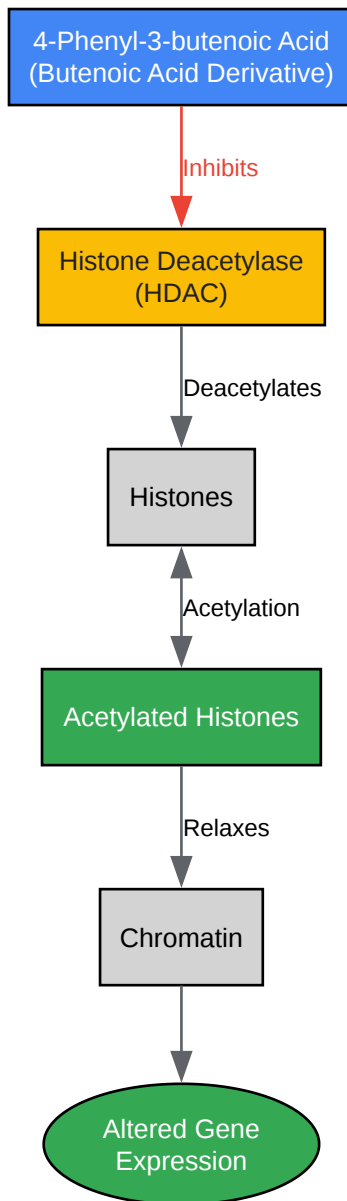 4-Phenyl-3-butenoic Acid
(Butenoic Acid Derivative)
Inhibits
Histone Deacetylase
(HDAC)
Deacetylates
Histones
Acetylation
Acetylated Histones
Relaxes
Chromatin
Altered Gene
Expression